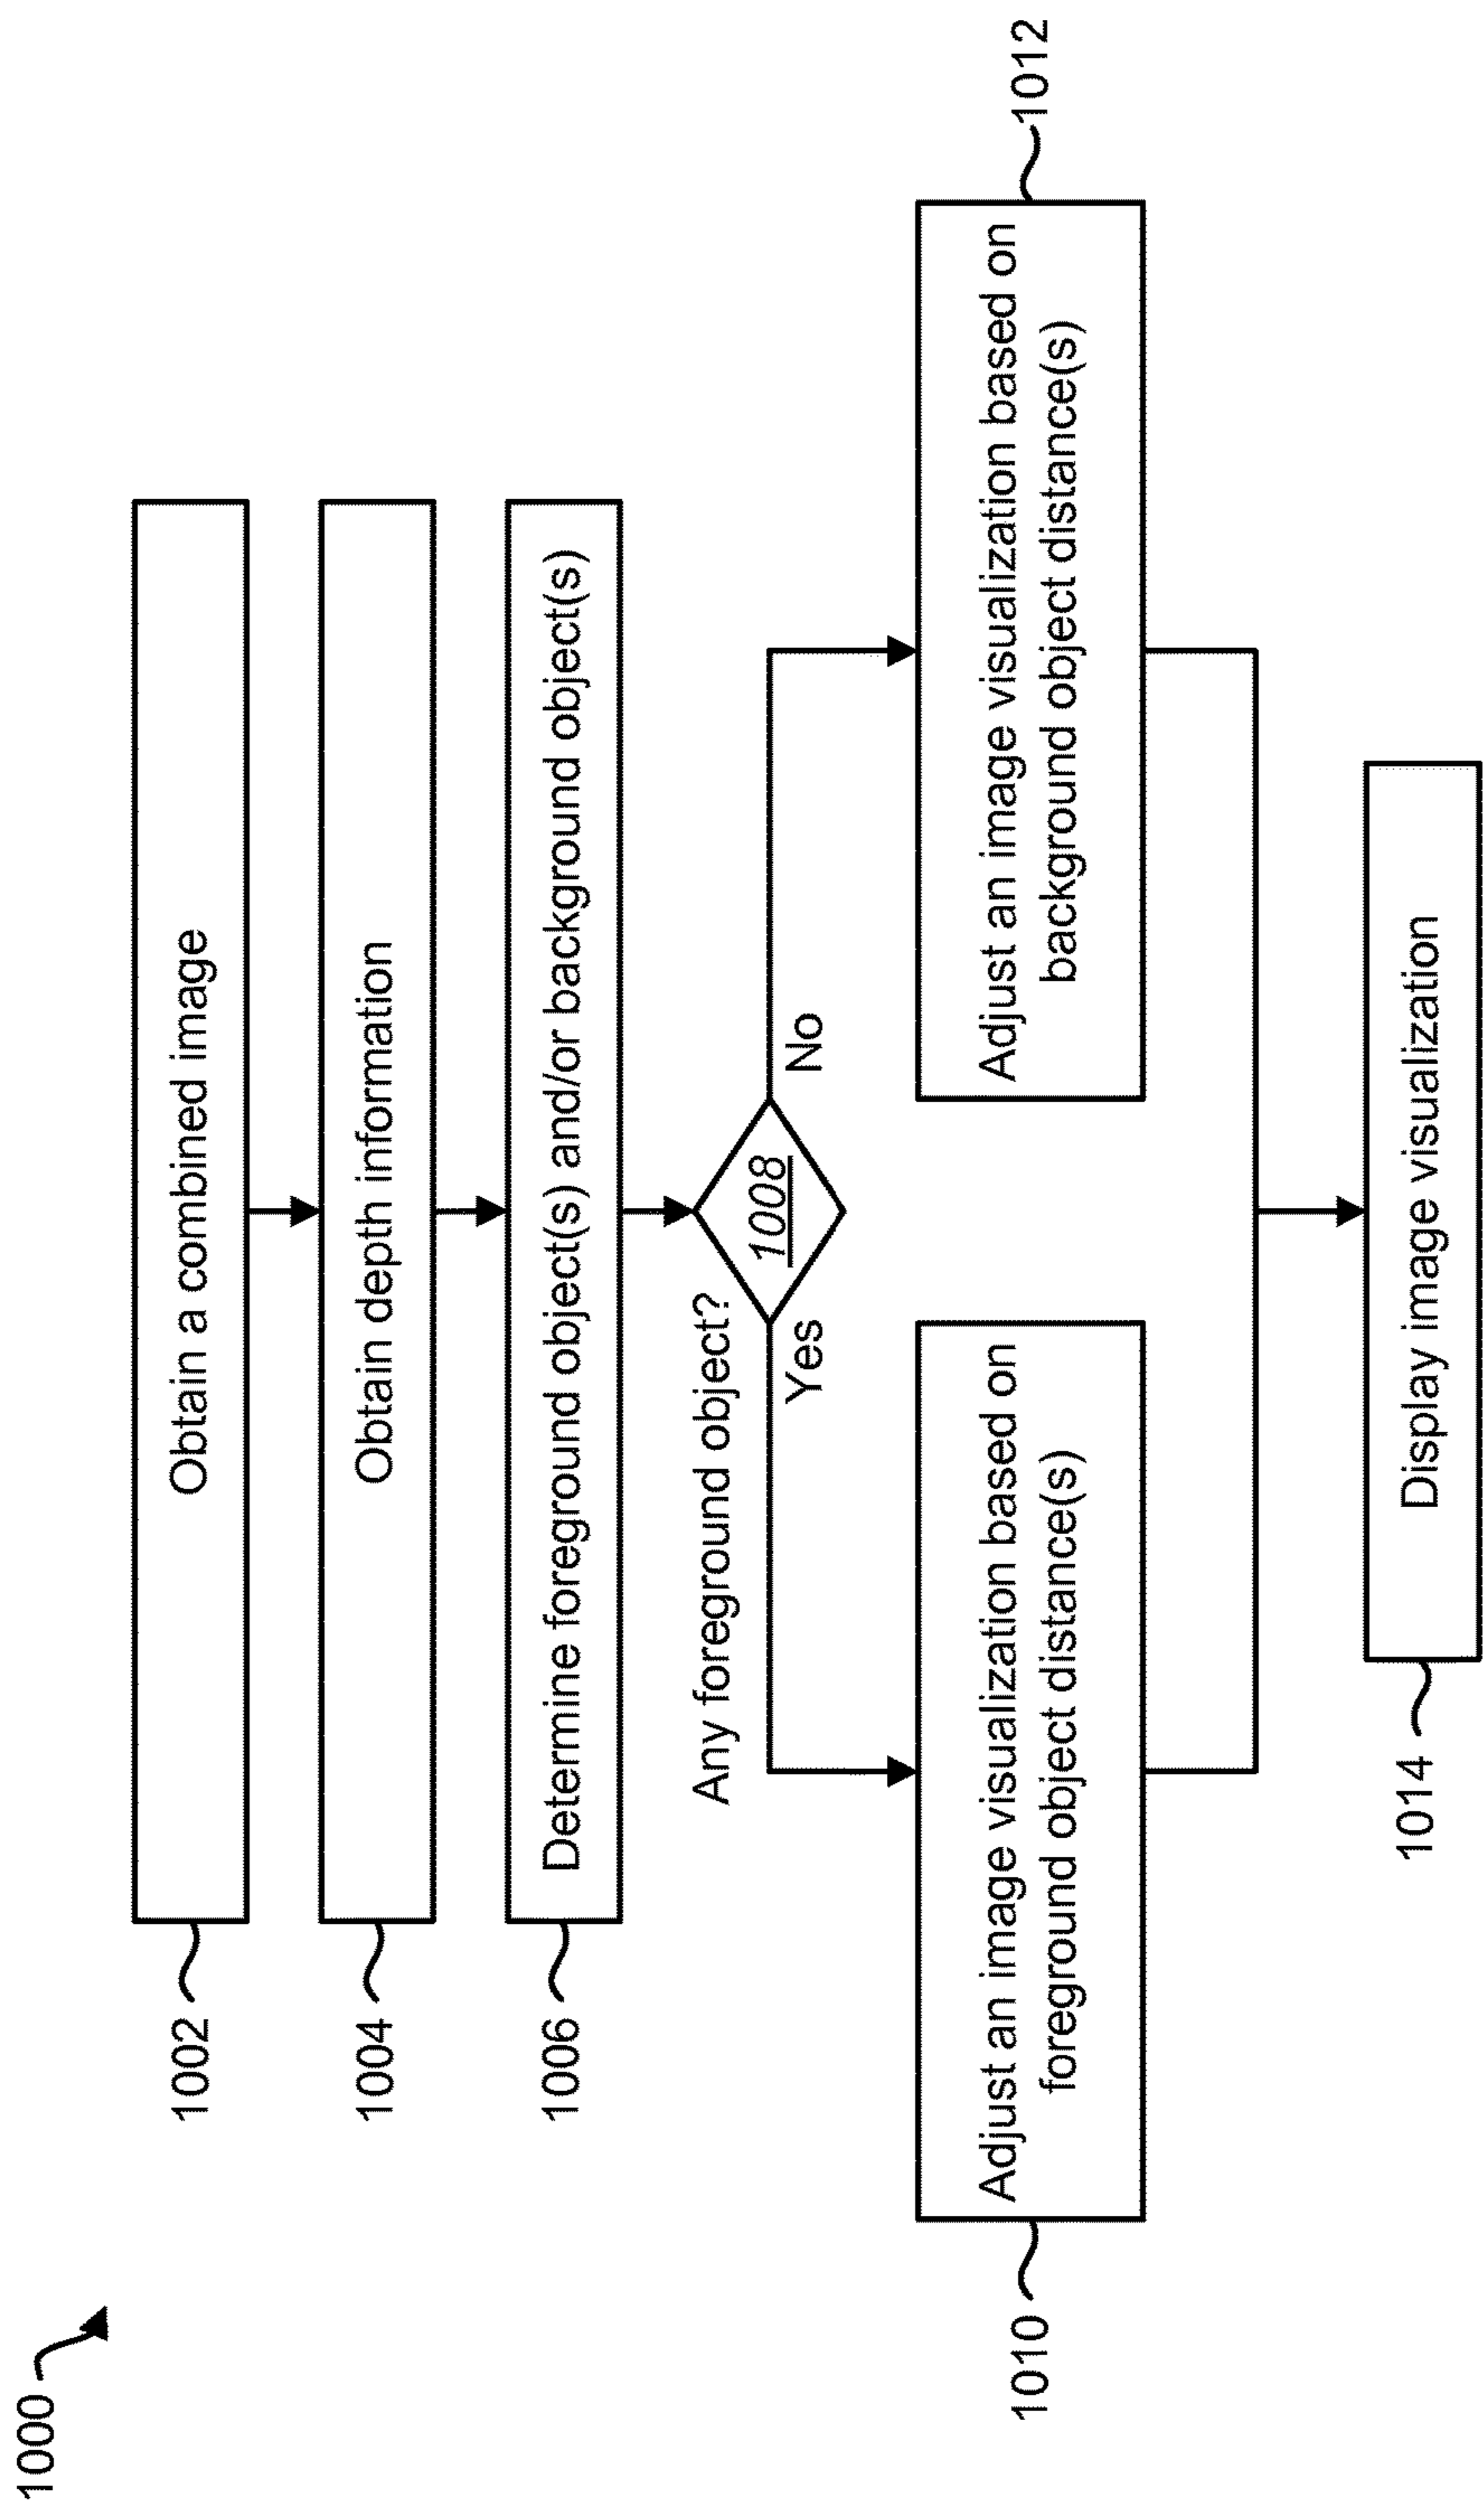 1000
1002
Obtain a combined image
1004
Obtain depth information
1006
Determine foreground object(s) and/or background object(s)
Any foreground object?
1008
Yes
No
1010
Adjust an image visualization based on
foreground object distance(s)
Adjust an image visualization based on
background object distance(s)
1012
1014
Display image visualization